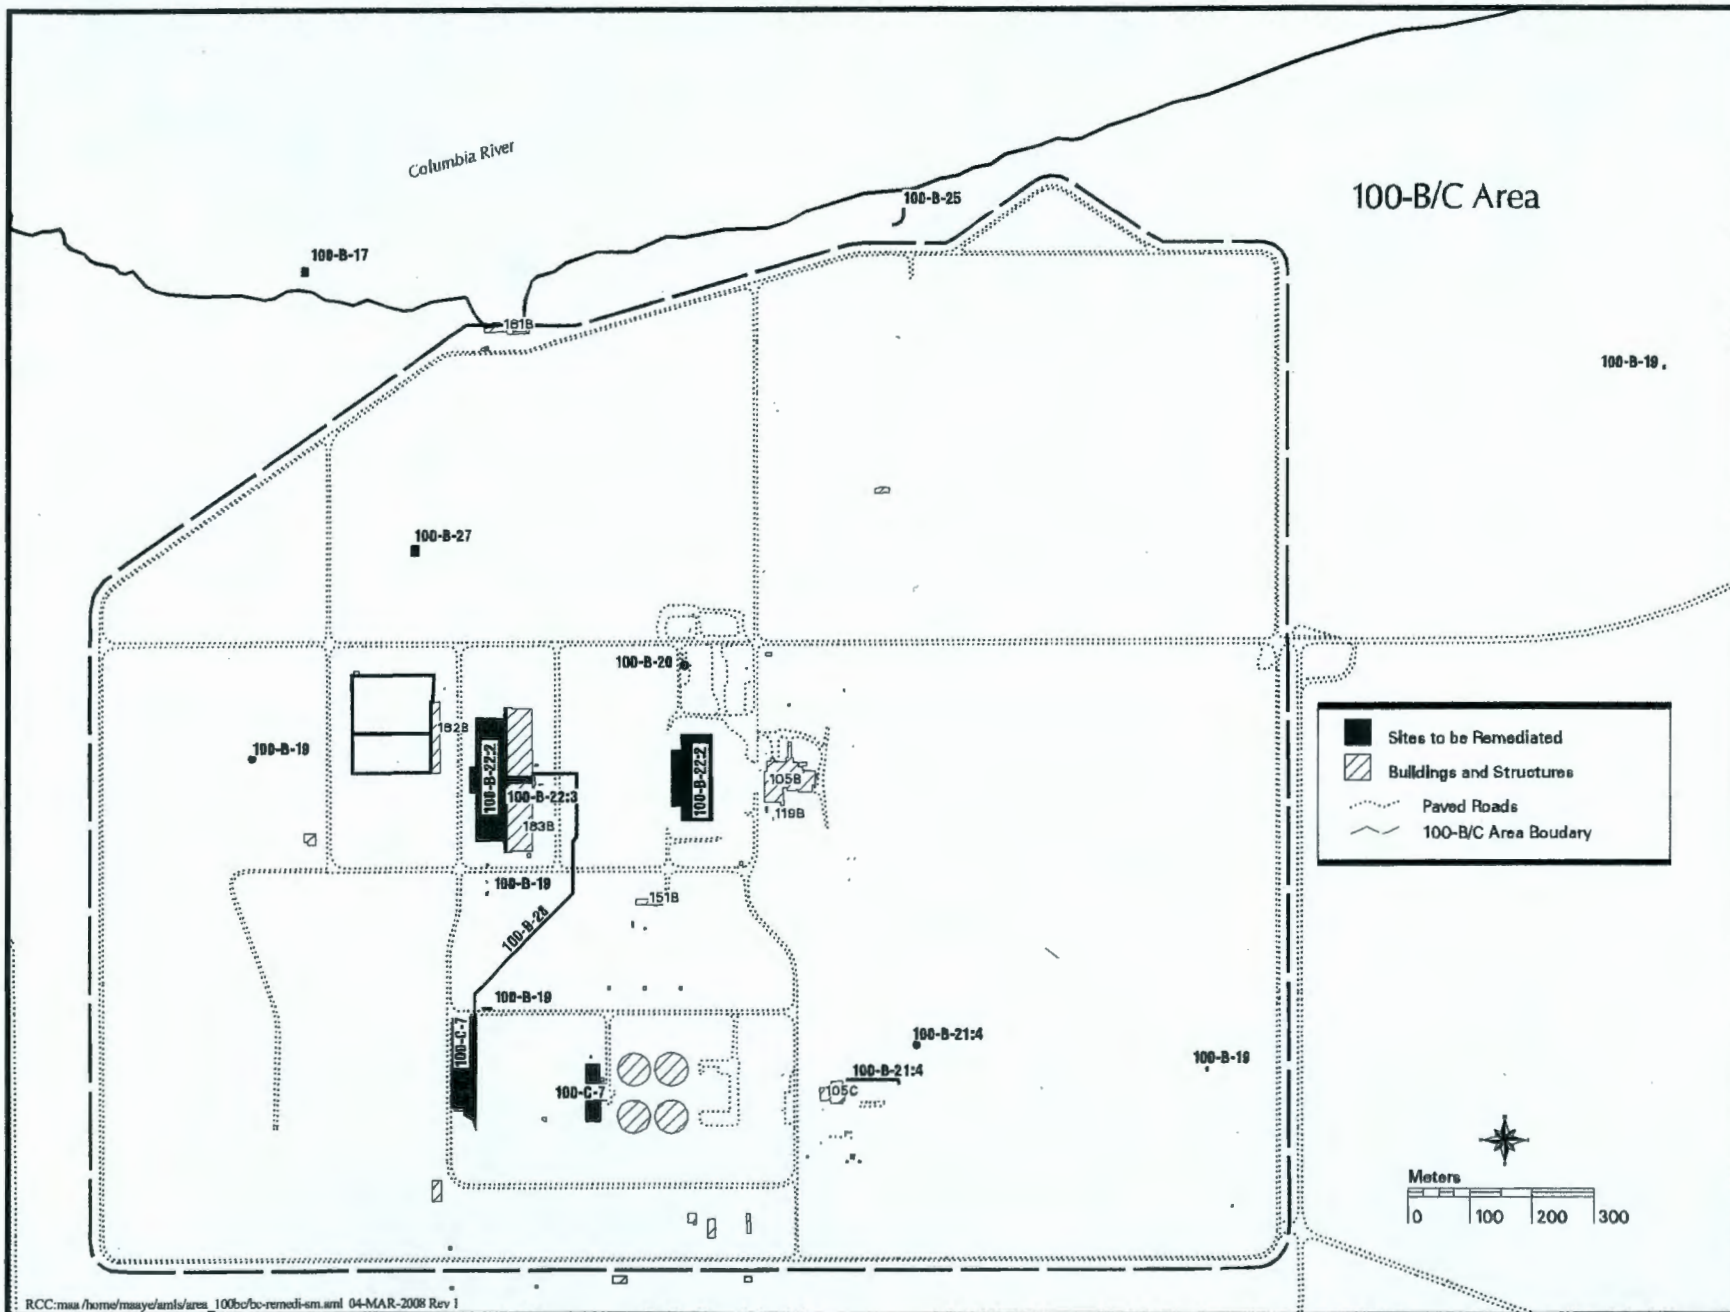 Columbia River
100-B/C Area
100-B-25
100-B-17
181B
100-B-19
100-B-27
100-B-20
182B
100-B-19
100-B-22:2
100-B-22:2
100-B-22:3
105B
119B
183B
Sites to be Remediated
Buildings and Structures
Paved Roads
100-B/C Area Boudary
100-B-19
151B
100-B-28
100-B-19
100-C-7
100-B-21:4
100-B-21:4
100-B-19
100-C-7
105C
Meters
0 100 200 300
RCC:maa /home/maaye/amls/area_100bc/bc-remedi-sm.aml 04-MAR-2008 Rev 1